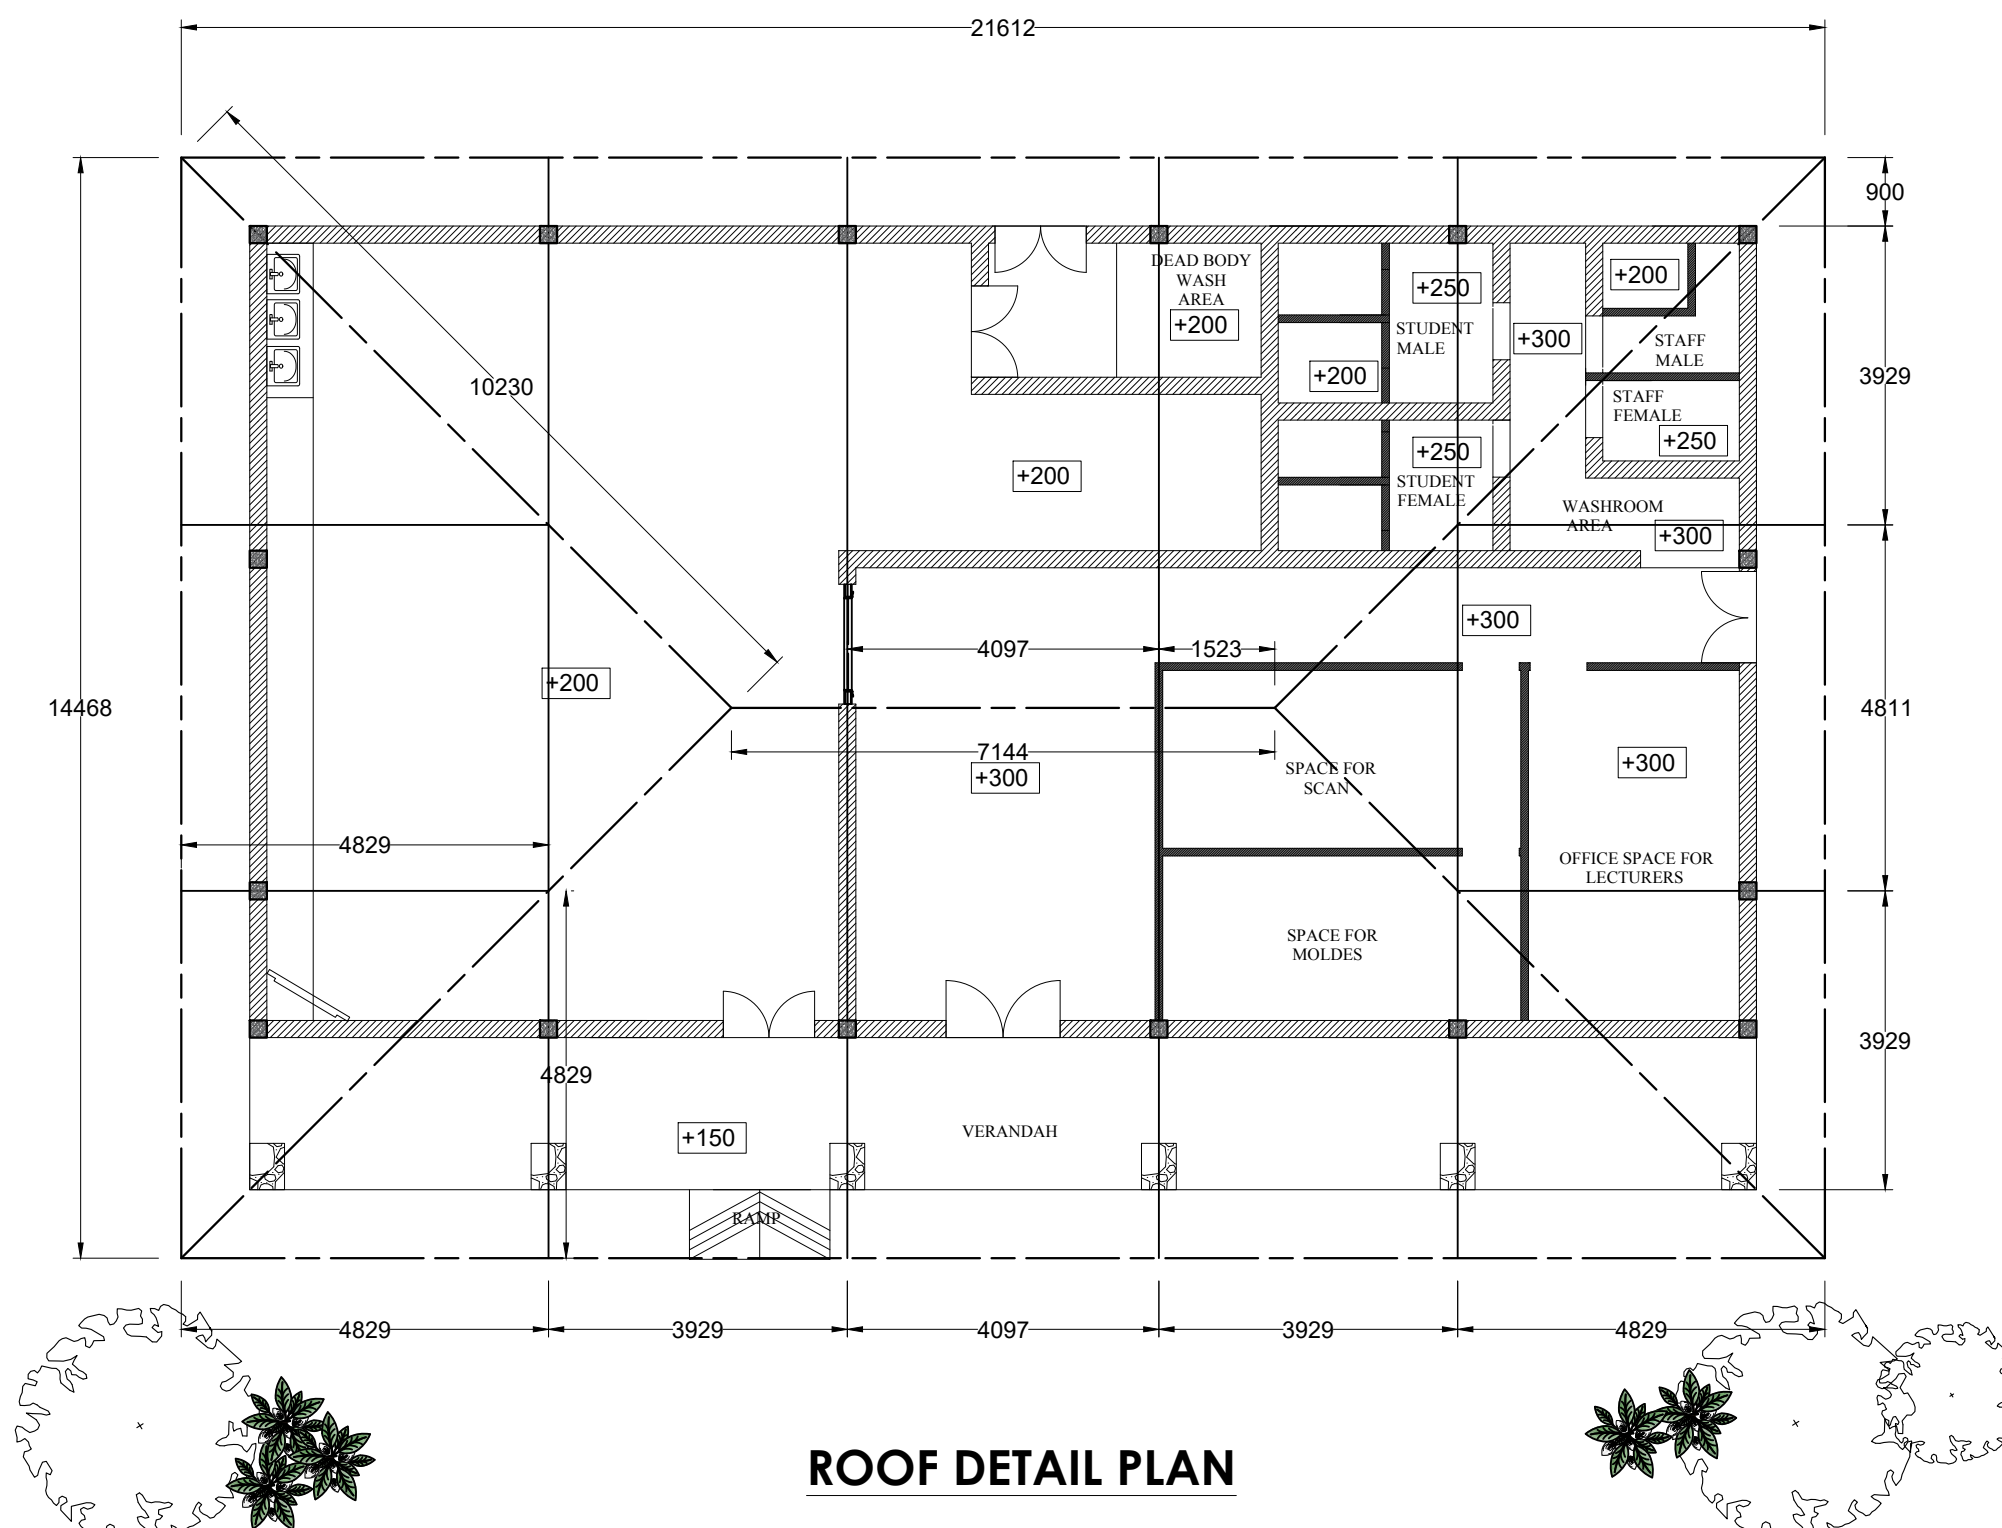 21612
900
DEAD BODY
WASH
AREA
+200
+250
+200
STUDENT
MALE
+300
STAFF
MALE
+200
10230
3929
STAFF
FEMALE
+250
+250
+200
STUDENT
FEMALE
WASHROOM
AREA
+300
+300
4097
1523
+200
14468
4811
7144
+300
SPACE FOR
SCAN
+300
4829
OFFICE SPACE FOR
LECTURERS
SPACE FOR
MOLDES
3929
4829
+150
VERANDAH
RAMP
4829
3929
4097
3929
4829
ROOF DETAIL PLAN